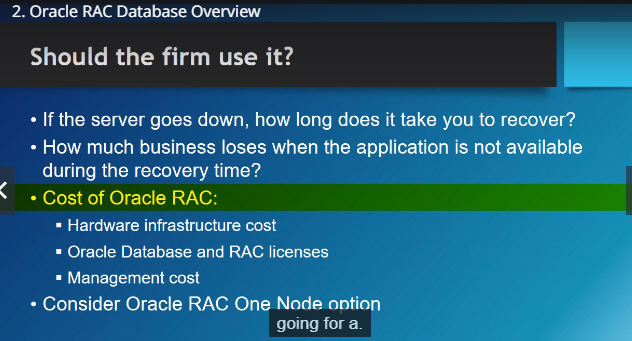 2. Oracle RAC Database Overview
Should the firm use it?
• If the server goes down, how long does it take you to recover?
• How much business loses when the application is not available
during the recovery time?
• Cost of Oracle RAC:
▪ Hardware infrastructure cost
▪ Oracle Database and RAC licenses
▪ Management cost
• Consider Oracle RAC One Node option
going for a.